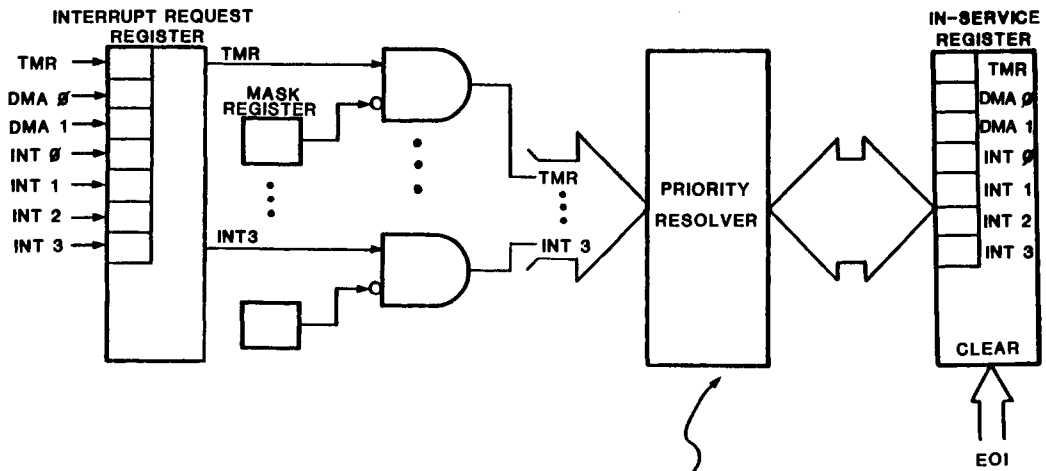 INTERRUPT REQUEST
REGISTER
TMR
DMA Ø
DMA 1
INT Ø
INT 1
INT 2
INT 3
TMR
MASK
REGISTER
INT3
TMR
INT 3
PRIORITY
RESOLVER
IN-SERVICE
REGISTER
TMR
DMA Ø
DMA 1
INT Ø
INT 1
INT 2
INT 3
CLEAR
EOI